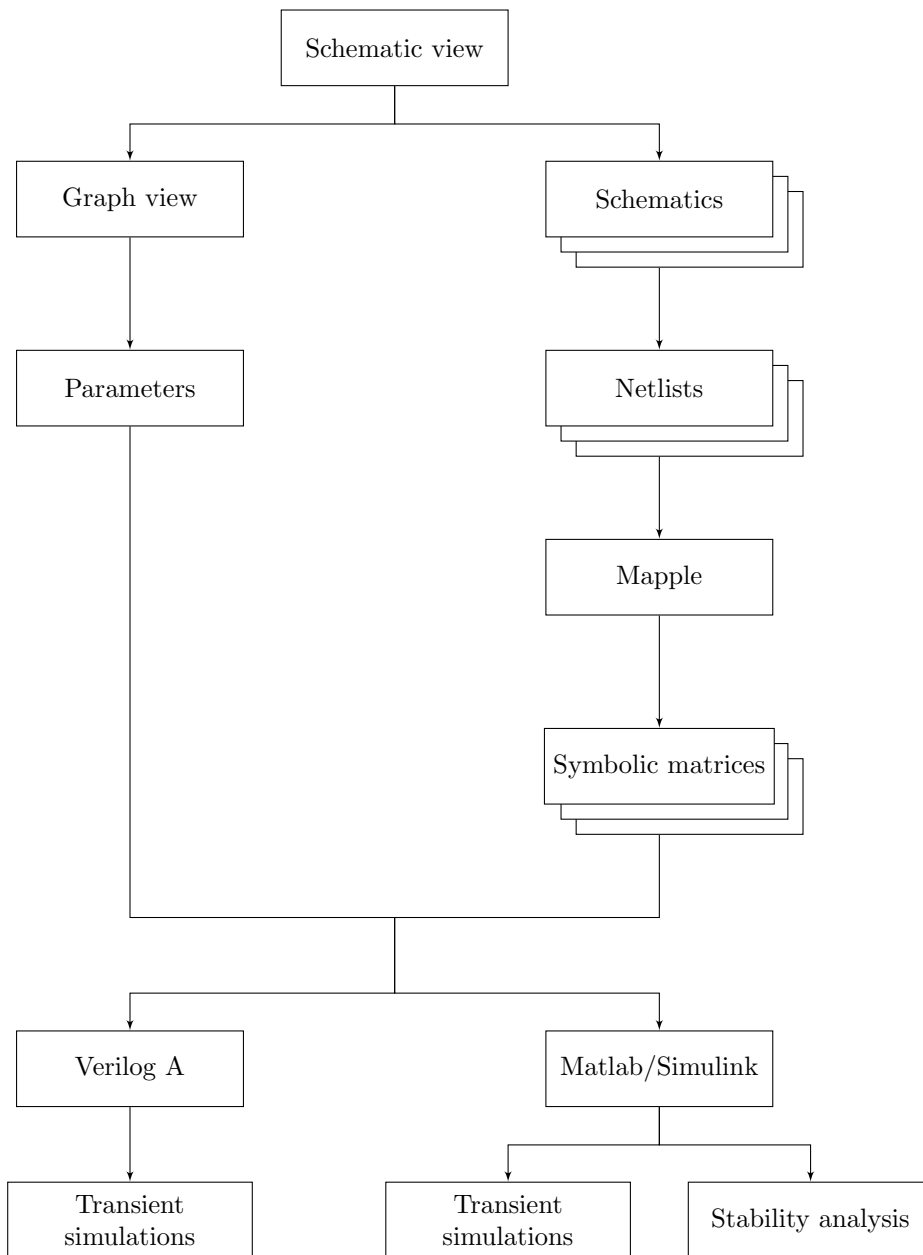 Schematic view
Graph view
Schematics
Parameters
Netlists
Mapple
Symbolic matrices
Verilog A
Matlab/Simulink
Transient
simulations
Transient
simulations
Stability analysis